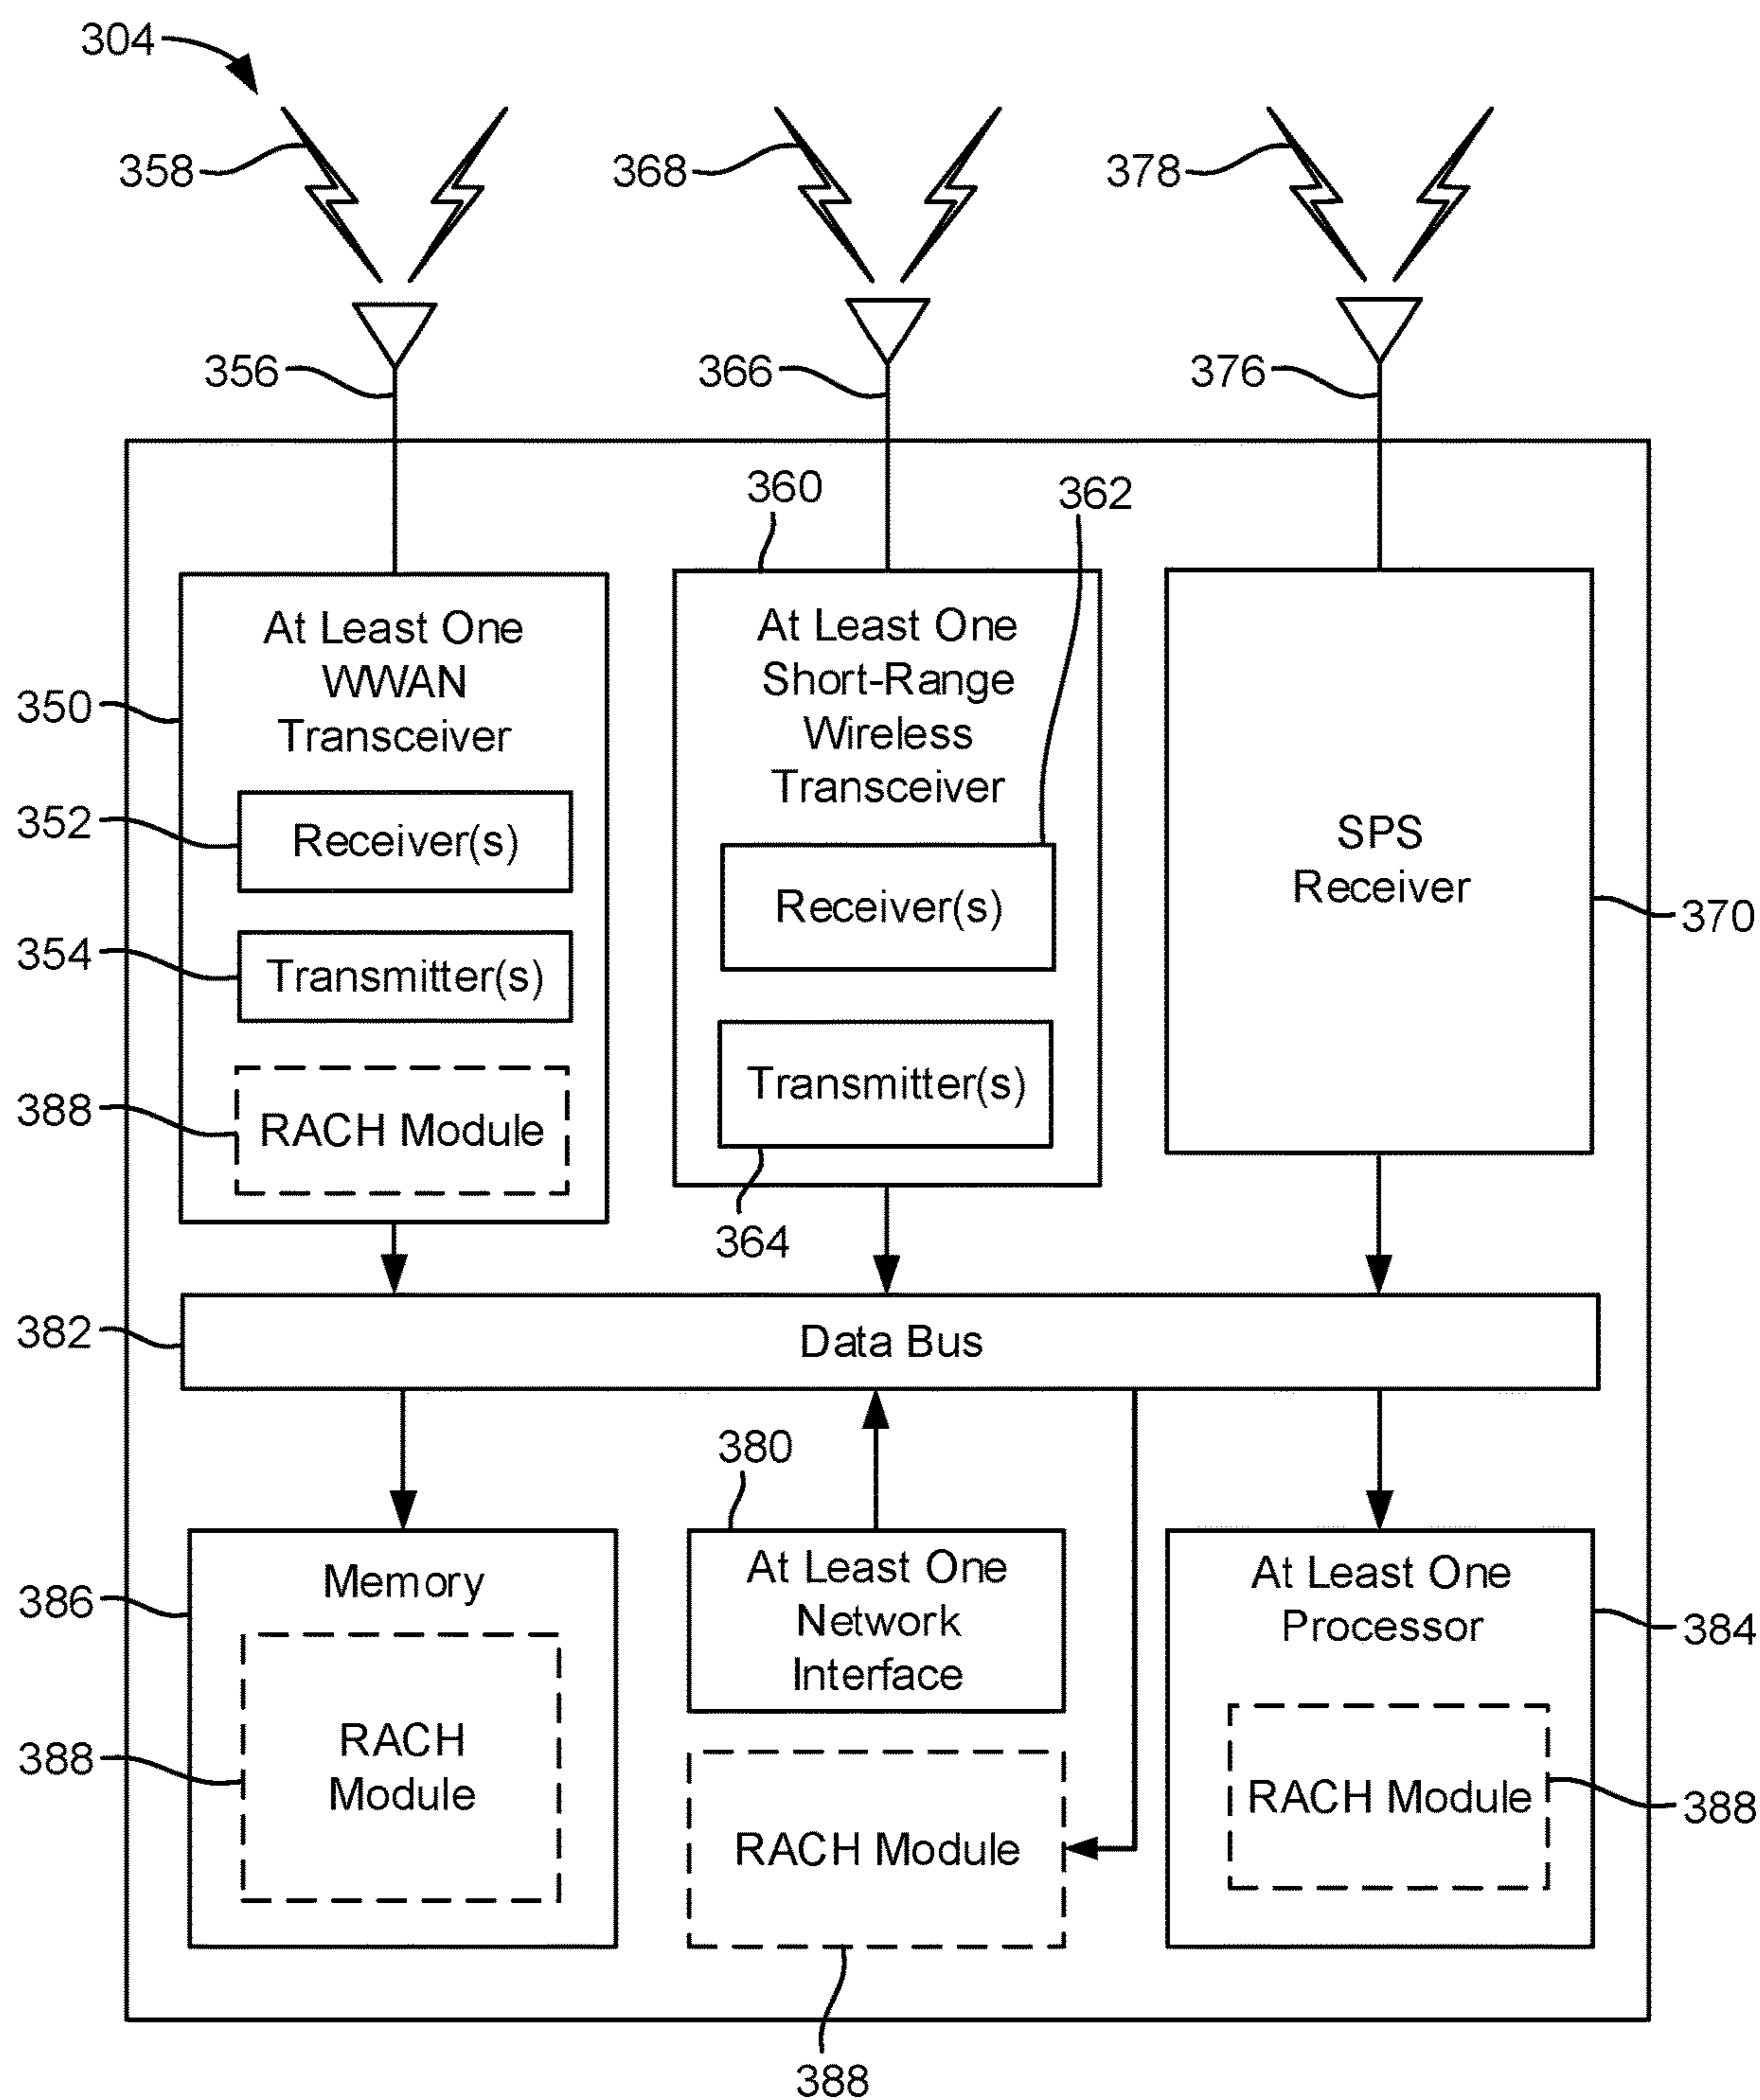 304
358
368
378
356
366
376
360
362
At Least One
WWAN
Transceiver
At Least One
Short-Range
Wireless
Transceiver
350
352
Receiver(s)
SPS
Receiver
Receiver(s)
370
354
Transmitter(s)
Transmitter(s)
388
RACH Module
364
382
Data Bus
380
Memory
At Least One
Network
Interface
At Least One
Processor
386
384
RACH
Module
388
RACH Module
388
RACH Module
388